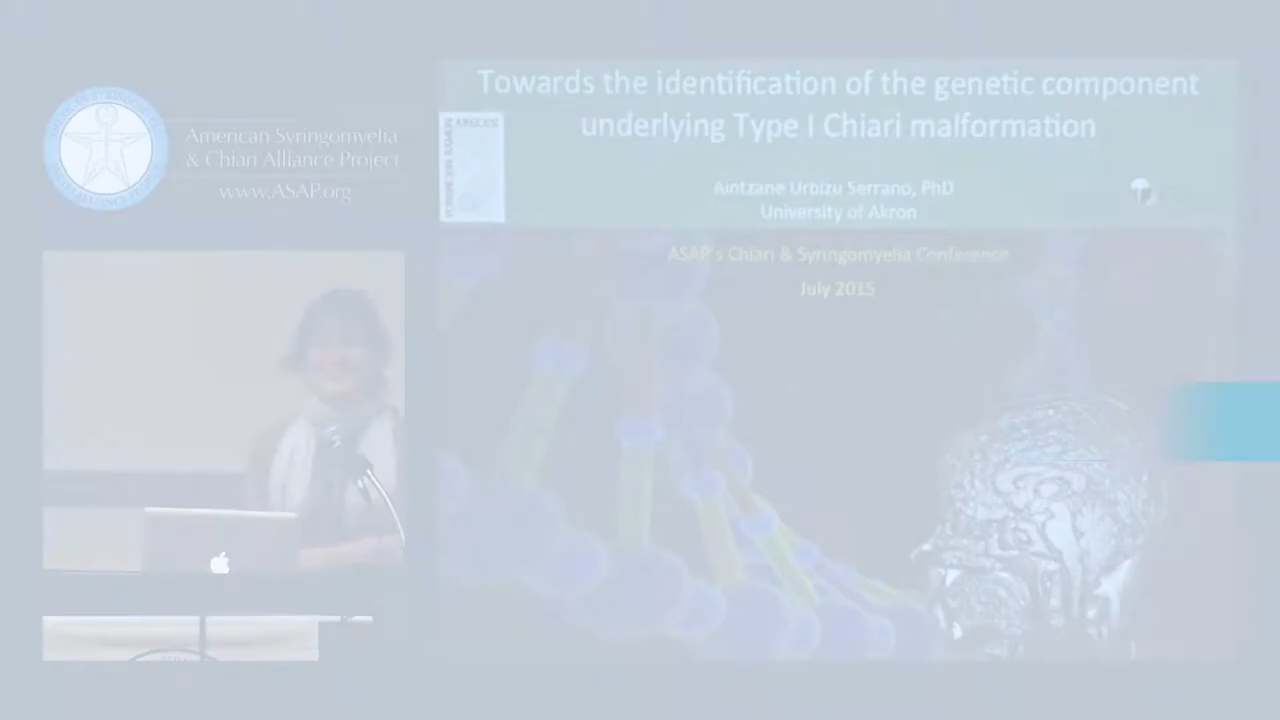 American Syringomyelia
& Chiari Alliance Project
www.ASAP.org
Towards the identification of the genetic component
underlying Type I Chiari malformation
Aintzane Urbizu Serrano, PhD
University of Akron
ASAP's Chiari & Syringomyelia Conference
July 2015